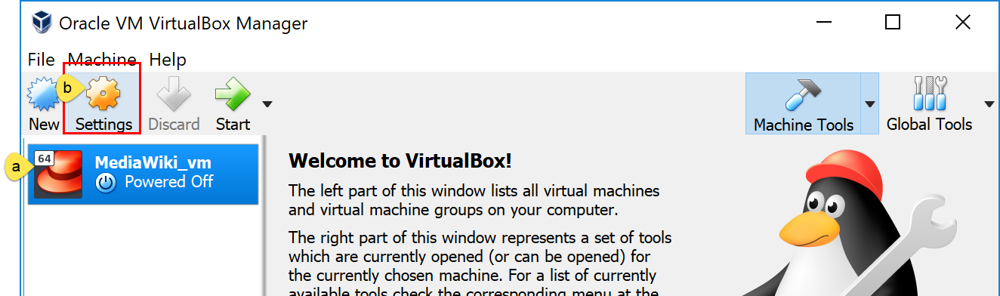 Oracle VM VirtualBox Manager
File Machine Help
b
New Settings Discard Start Machine Tools Global Tools
a
64
MediaWiki_vm
Powered Off
Welcome to VirtualBox!
The left part of this window lists all virtual machines
and virtual machine groups on your computer.
The right part of this window represents a set of tools
which are currently opened (or can be opened) for
the currently chosen machine. For a list of currently
available tools check the corresponding menu at the